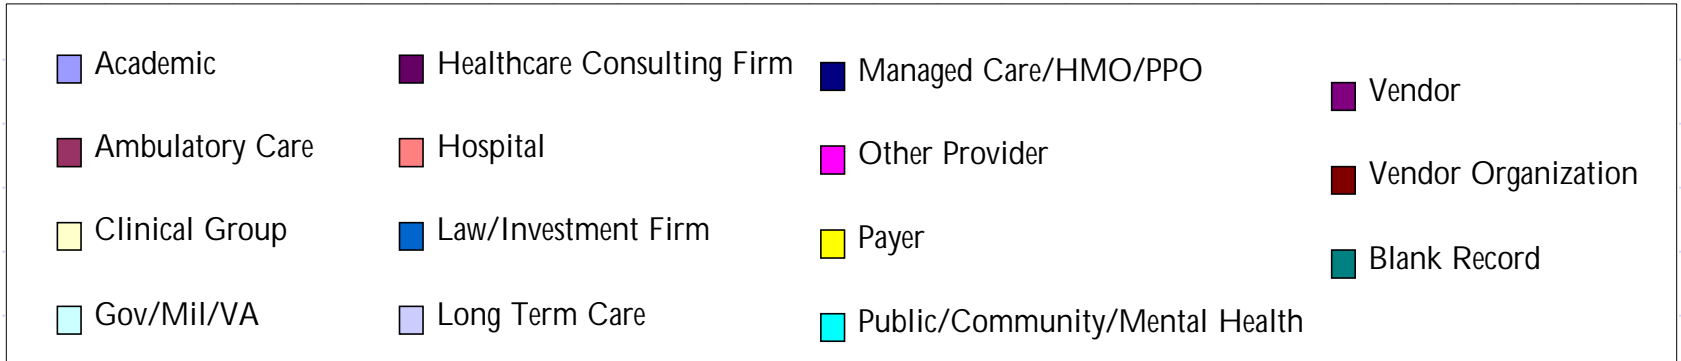 Academic
Ambulatory Care
Clinical Group
Gov/Mil/VA
Healthcare Consulting Firm
Hospital
Law/Investment Firm
Long Term Care
Managed Care/HMO/PPO
Other Provider
Payer
Public/Community/Mental Health
Vendor
Vendor Organization
Blank Record